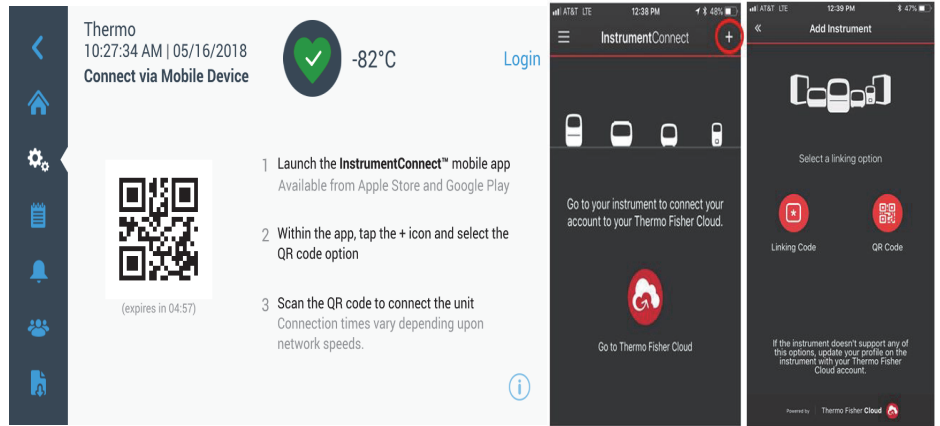 Thermo
10:27:34 AM | 05/16/2018
Connect via Mobile Device
-82°C
Login
(expires in 04:57)
1 Launch the InstrumentConnect™ mobile app
Available from Apple Store and Google Play
2 Within the app, tap the + icon and select the
QR code option
3 Scan the QR code to connect the unit
Connection times vary depending upon
network speeds.
AT&T LTE 12:38 PM 48%
InstrumentConnect +
Go to your instrument to connect your
account to your Thermo Fisher Cloud.
Go to Thermo Fisher Cloud
AT&T LTE 12:39 PM 47%
Add Instrument
Select a linking option
Linking Code QR Code
If the instrument doesn't support any of
this options, update your profile on the
instrument with your Thermo Fisher
Cloud account.
Powered by Thermo Fisher Cloud